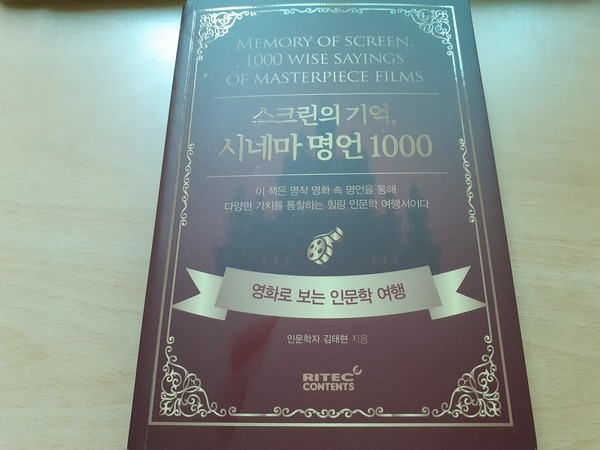 MEMORY OF SCREEN,
1000 WISE SAYINGS
OF MASTERPIECE FILMS
스크린의 기억,
시네마 명언 1000
이 책은 명작 영화 속 명언을 통해
다양한 가치를 통찰하는 힐링 인문학 여행서이다
영화로 보는 인문학 여행
인문학자 김태현 지음
RITEC
CONTENTS